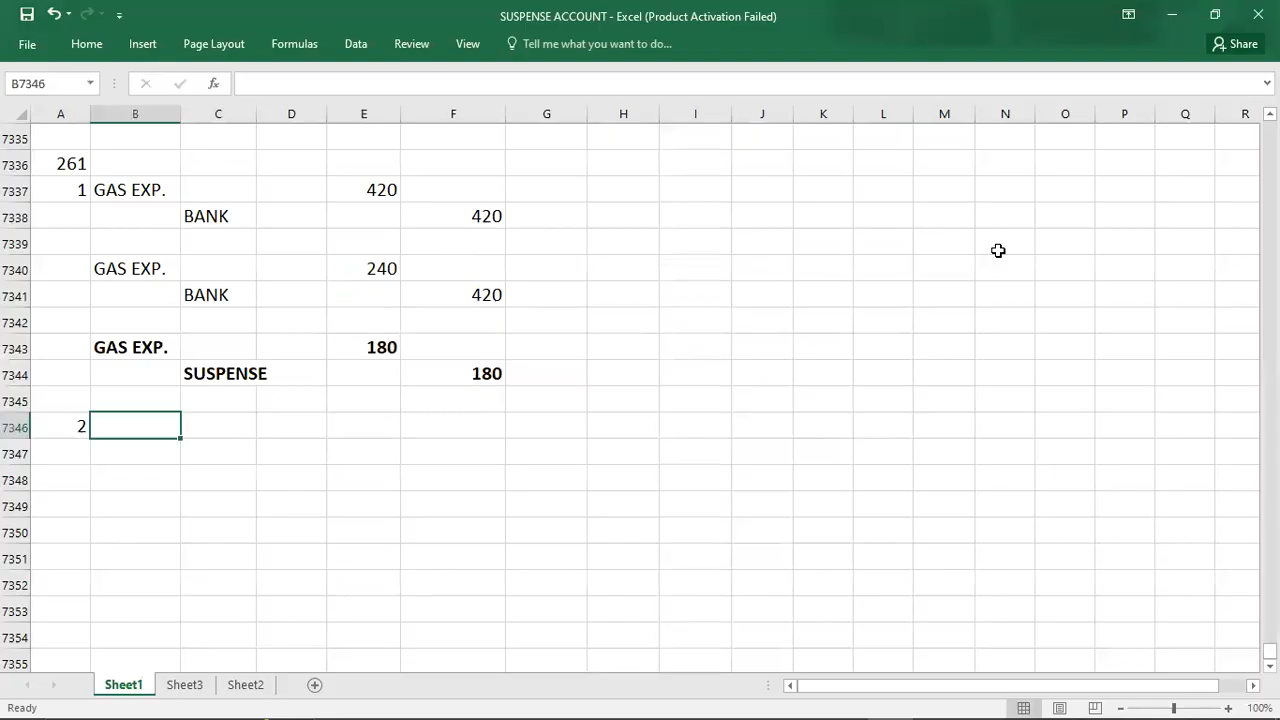 SUSPENSE ACCOUNT - Excel (Product Activation Failed)
File Home Insert Page Layout Formulas Data Review View Tell me what you want to do... Share
B7346 fx
A B C D E F G H I J K L M N O P Q R
7335
7336 261
7337 1 GAS EXP. 420
7338 BANK 420
7339
7340 GAS EXP. 240
7341 BANK 420
7342
7343 GAS EXP. 180
7344 SUSPENSE 180
7345
7346 2
7347
7348
7349
7350
7351
7352
7353
7354
7355
Sheet1 Sheet3 Sheet2
Ready 100%